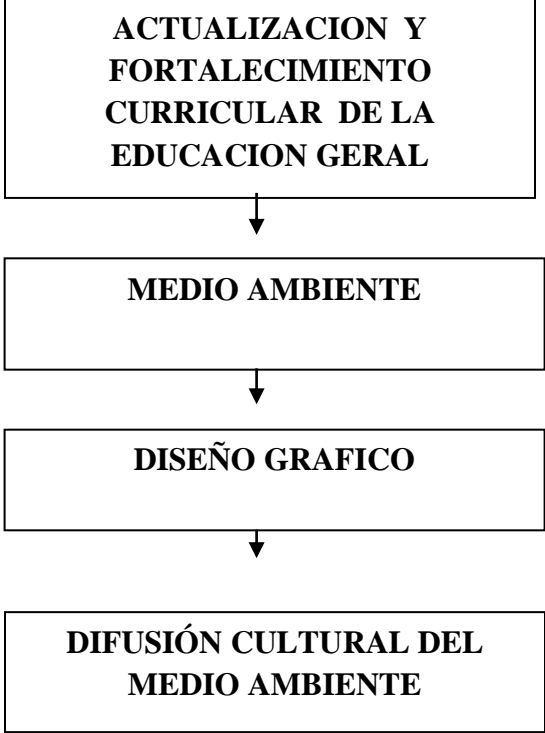 ACTUALIZACION Y
FORTALECIMIENTO
CURRICULAR DE LA
EDUCACION GERAL
MEDIO AMBIENTE
DISEÑO GRAFICO
DIFUSIÓN CULTURAL DEL
MEDIO AMBIENTE